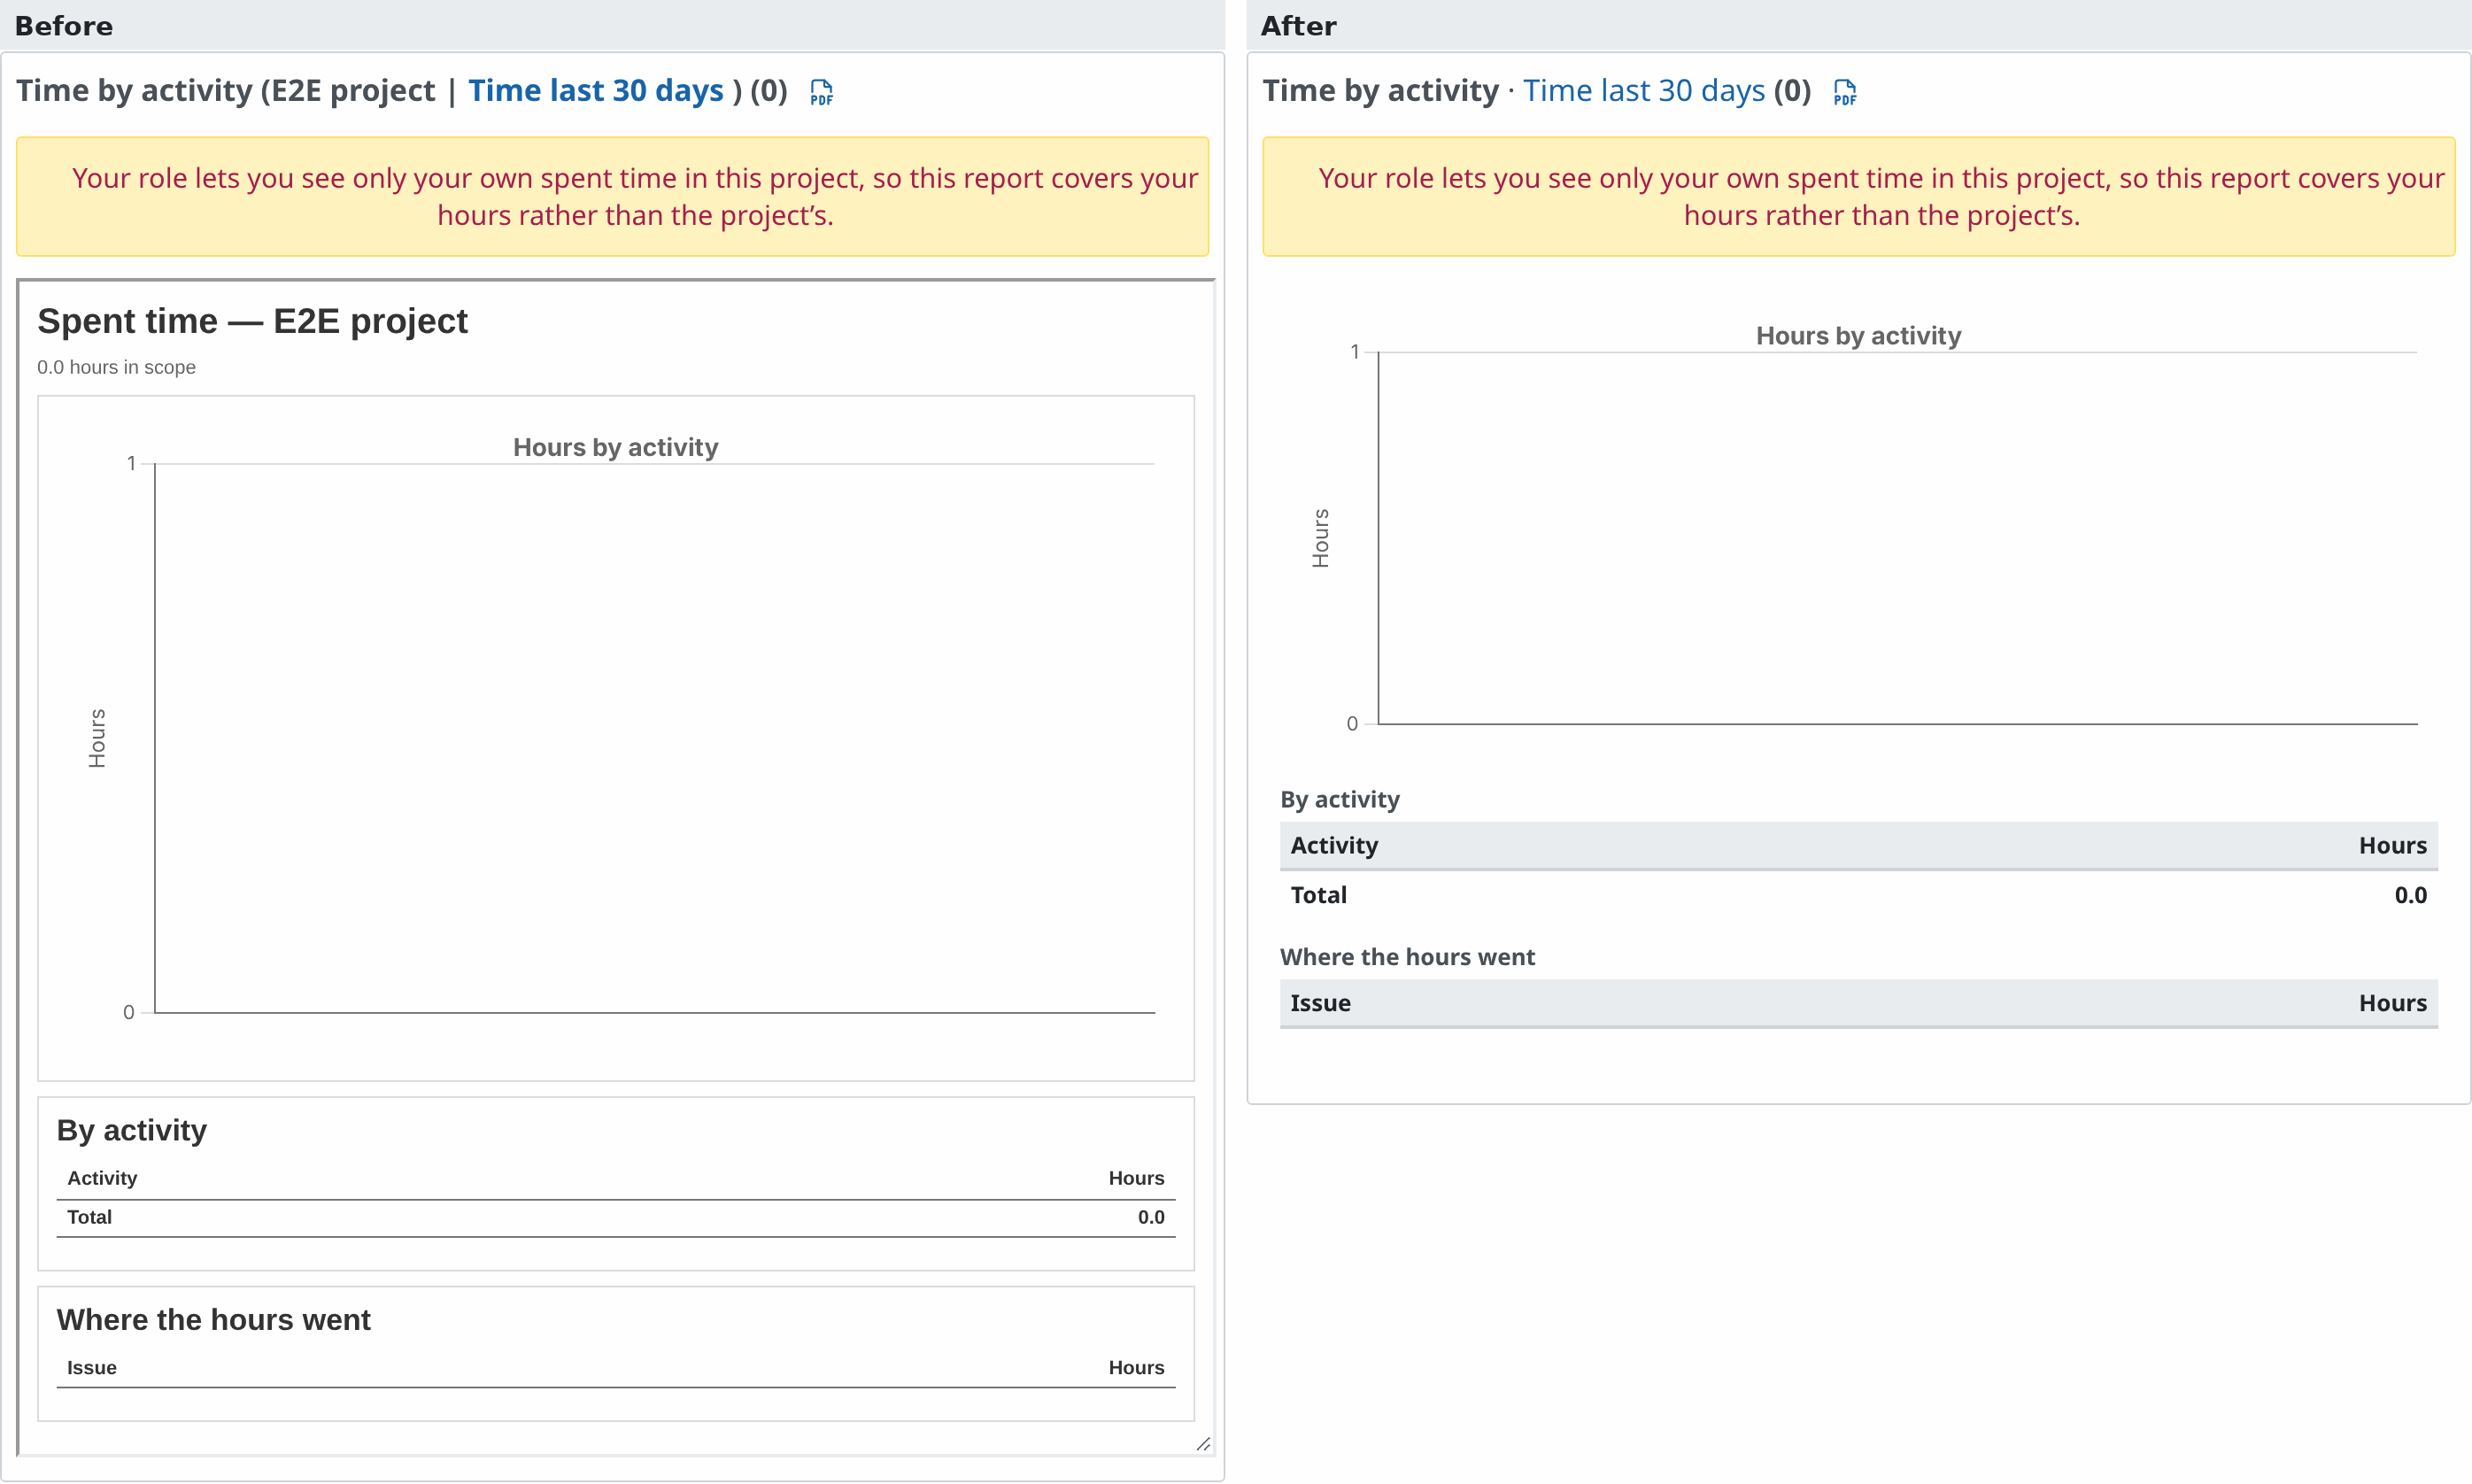 Before
Time by activity (E2E project | Time last 30 days ) (0) PDF
Your role lets you see only your own spent time in this project, so this report covers your
hours rather than the project’s.
Spent time — E2E project
0.0 hours in scope
Hours by activity
1
Hours
0
By activity
Activity Hours
Total 0.0
Where the hours went
Issue Hours
After
Time by activity · Time last 30 days (0) PDF
Your role lets you see only your own spent time in this project, so this report covers your
hours rather than the project’s.
Hours by activity
1
Hours
0
By activity
Activity Hours
Total 0.0
Where the hours went
Issue Hours